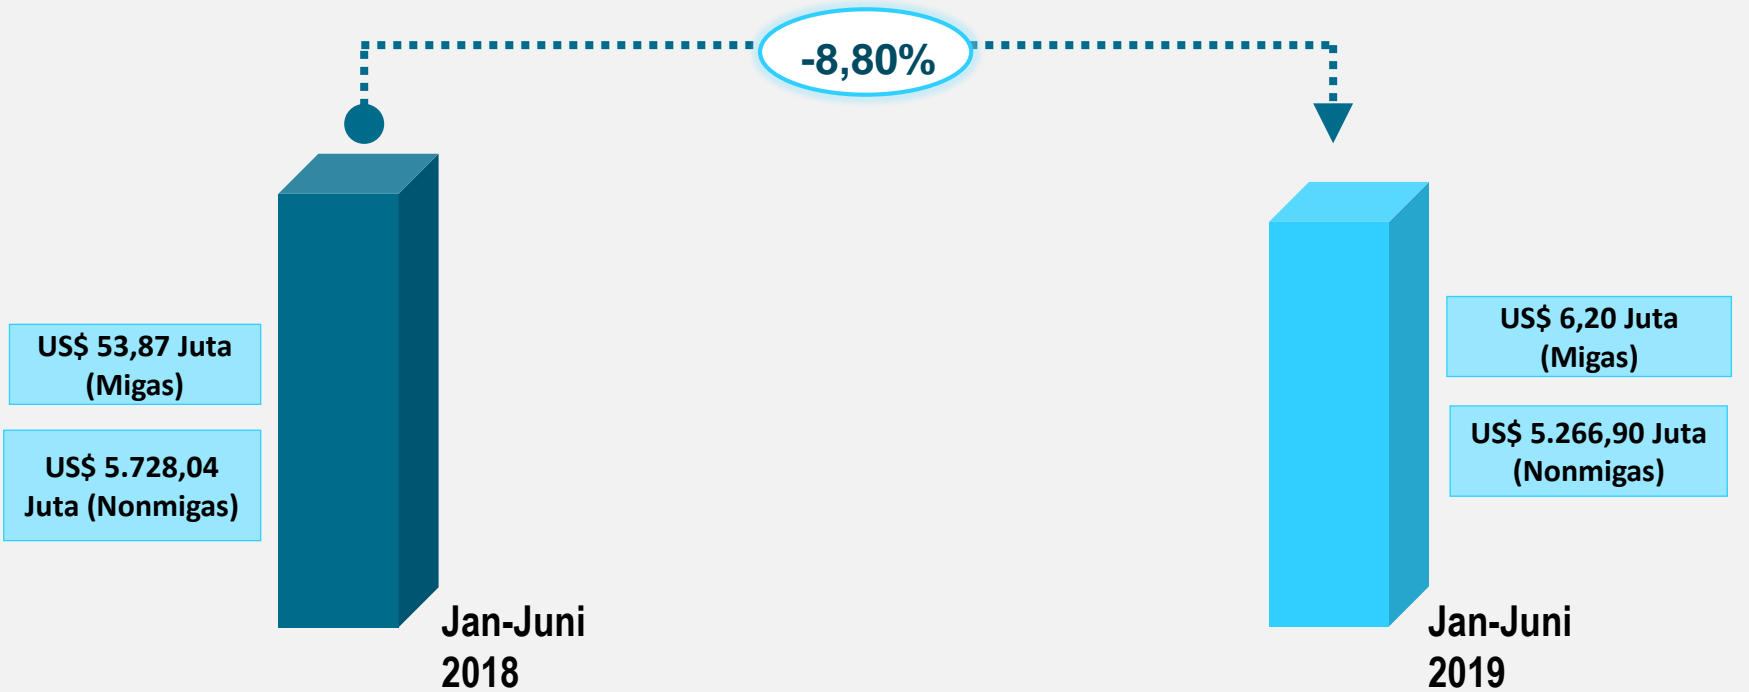 -8,80%
US$ 53,87 Juta
(Migas)
US$ 5.728,04
Juta (Nonmigas)
Jan-Juni
2018
US$ 6,20 Juta
(Migas)
US$ 5.266,90 Juta
(Nonmigas)
Jan-Juni
2019